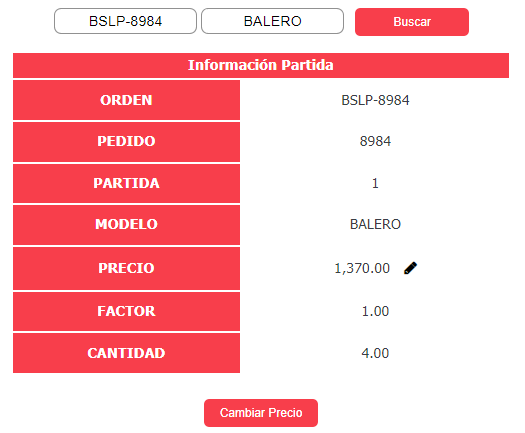 BSLP-8984 BALERO Buscar
Información Partida
ORDEN BSLP-8984
PEDIDO 8984
PARTIDA 1
MODELO BALERO
PRECIO 1,370.00
FACTOR 1.00
CANTIDAD 4.00
Cambiar Precio